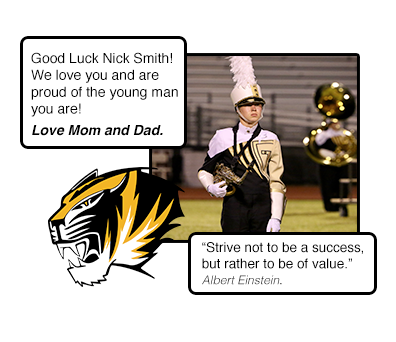 Good Luck Nick Smith!
We love you and are
proud of the young man
you are!
Love Mom and Dad.
“Strive not to be a success,
but rather to be of value.”
Albert Einstein.